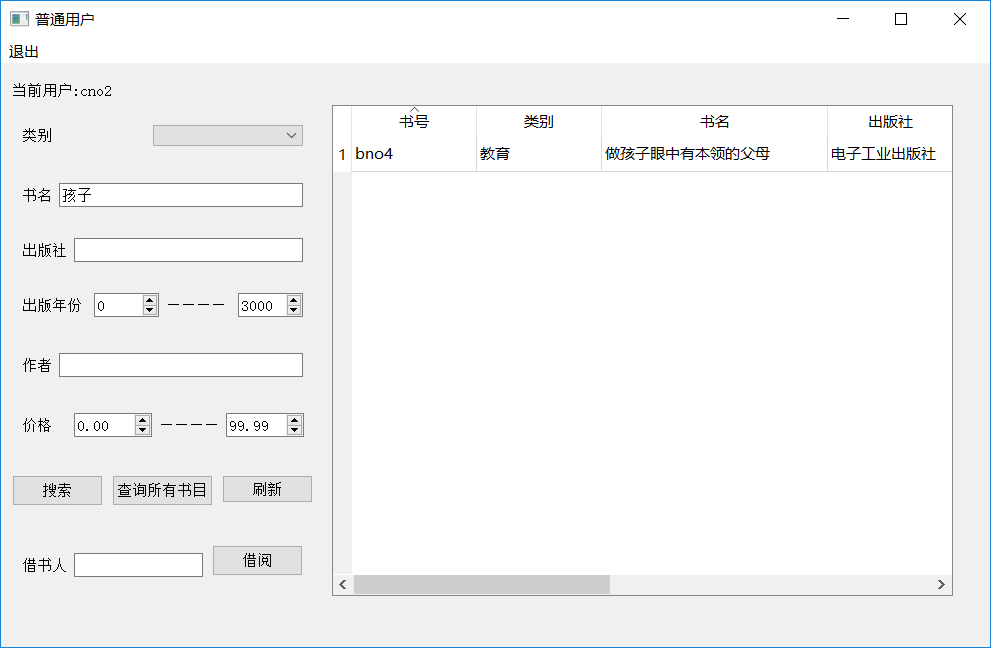 普通用户
退出
当前用户:cno2
类别
书名 孩子
出版社
出版年份 0 ---- 3000
作者
价格 0.00 ---- 99.99
搜索 查询所有书目 刷新
借书人 借阅
书号 类别 书名 出版社
1 bno4 教育 做孩子眼中有本领的父母 电子工业出版社